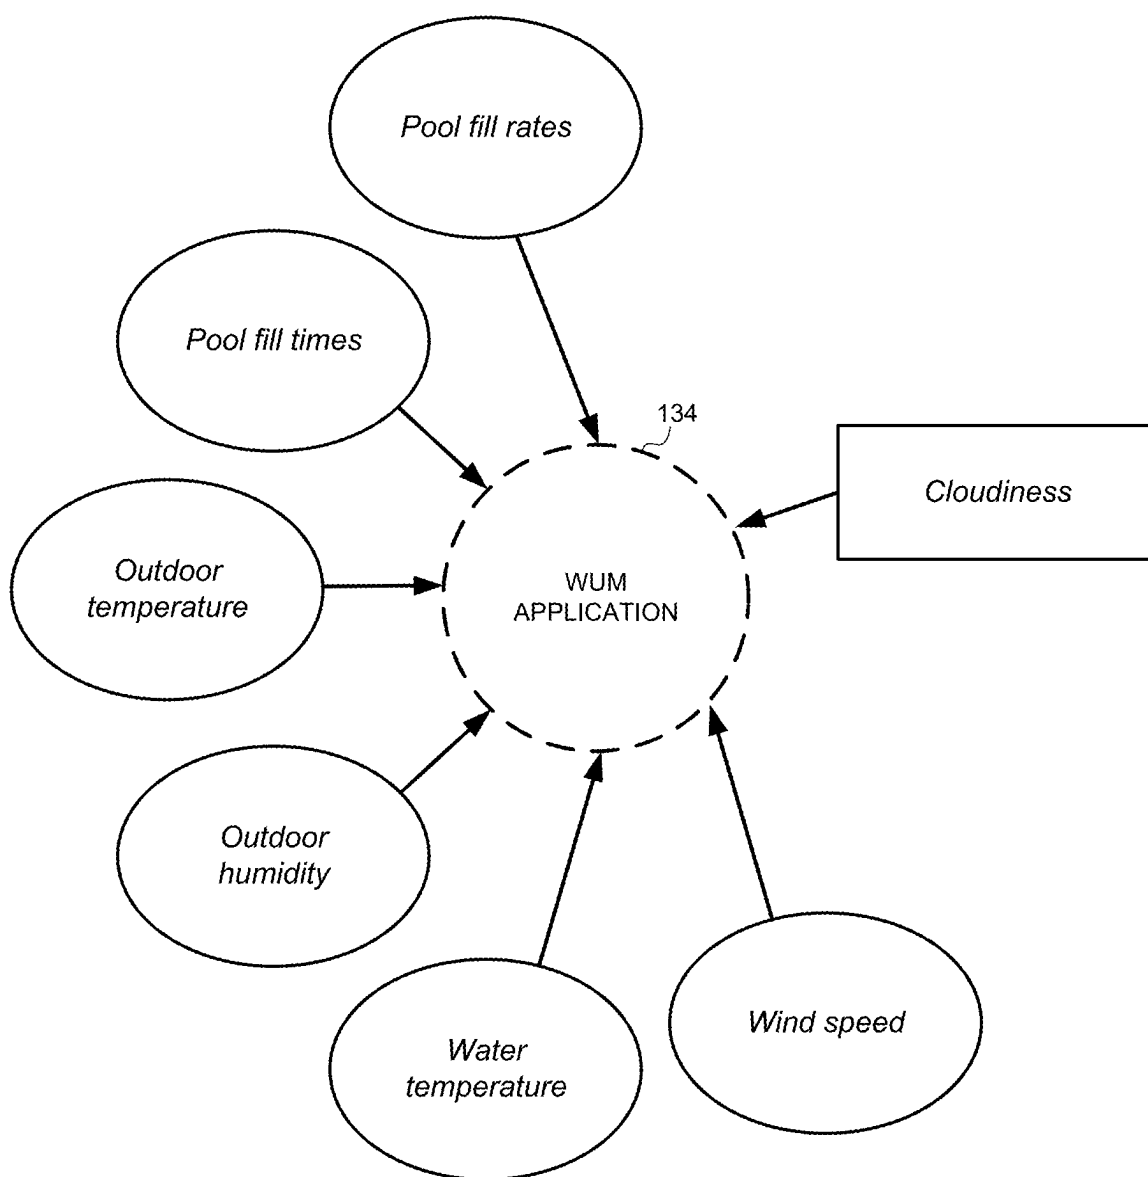 Pool fill rates
Pool fill times
134
Cloudiness
Outdoor
temperature
WUM
APPLICATION
Outdoor
humidity
Wind speed
Water
temperature